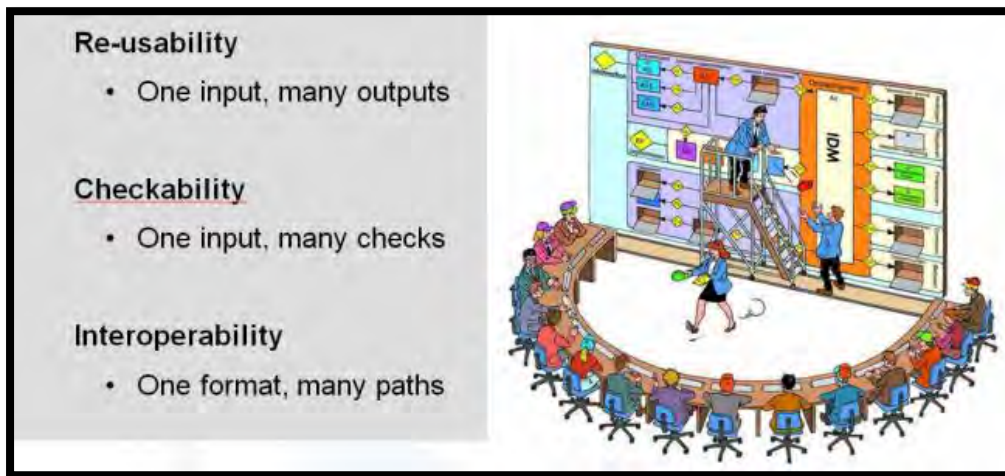 Re-usability
• One input, many outputs
Checkability
• One input, many checks
Interoperability
• One format, many paths
IDM